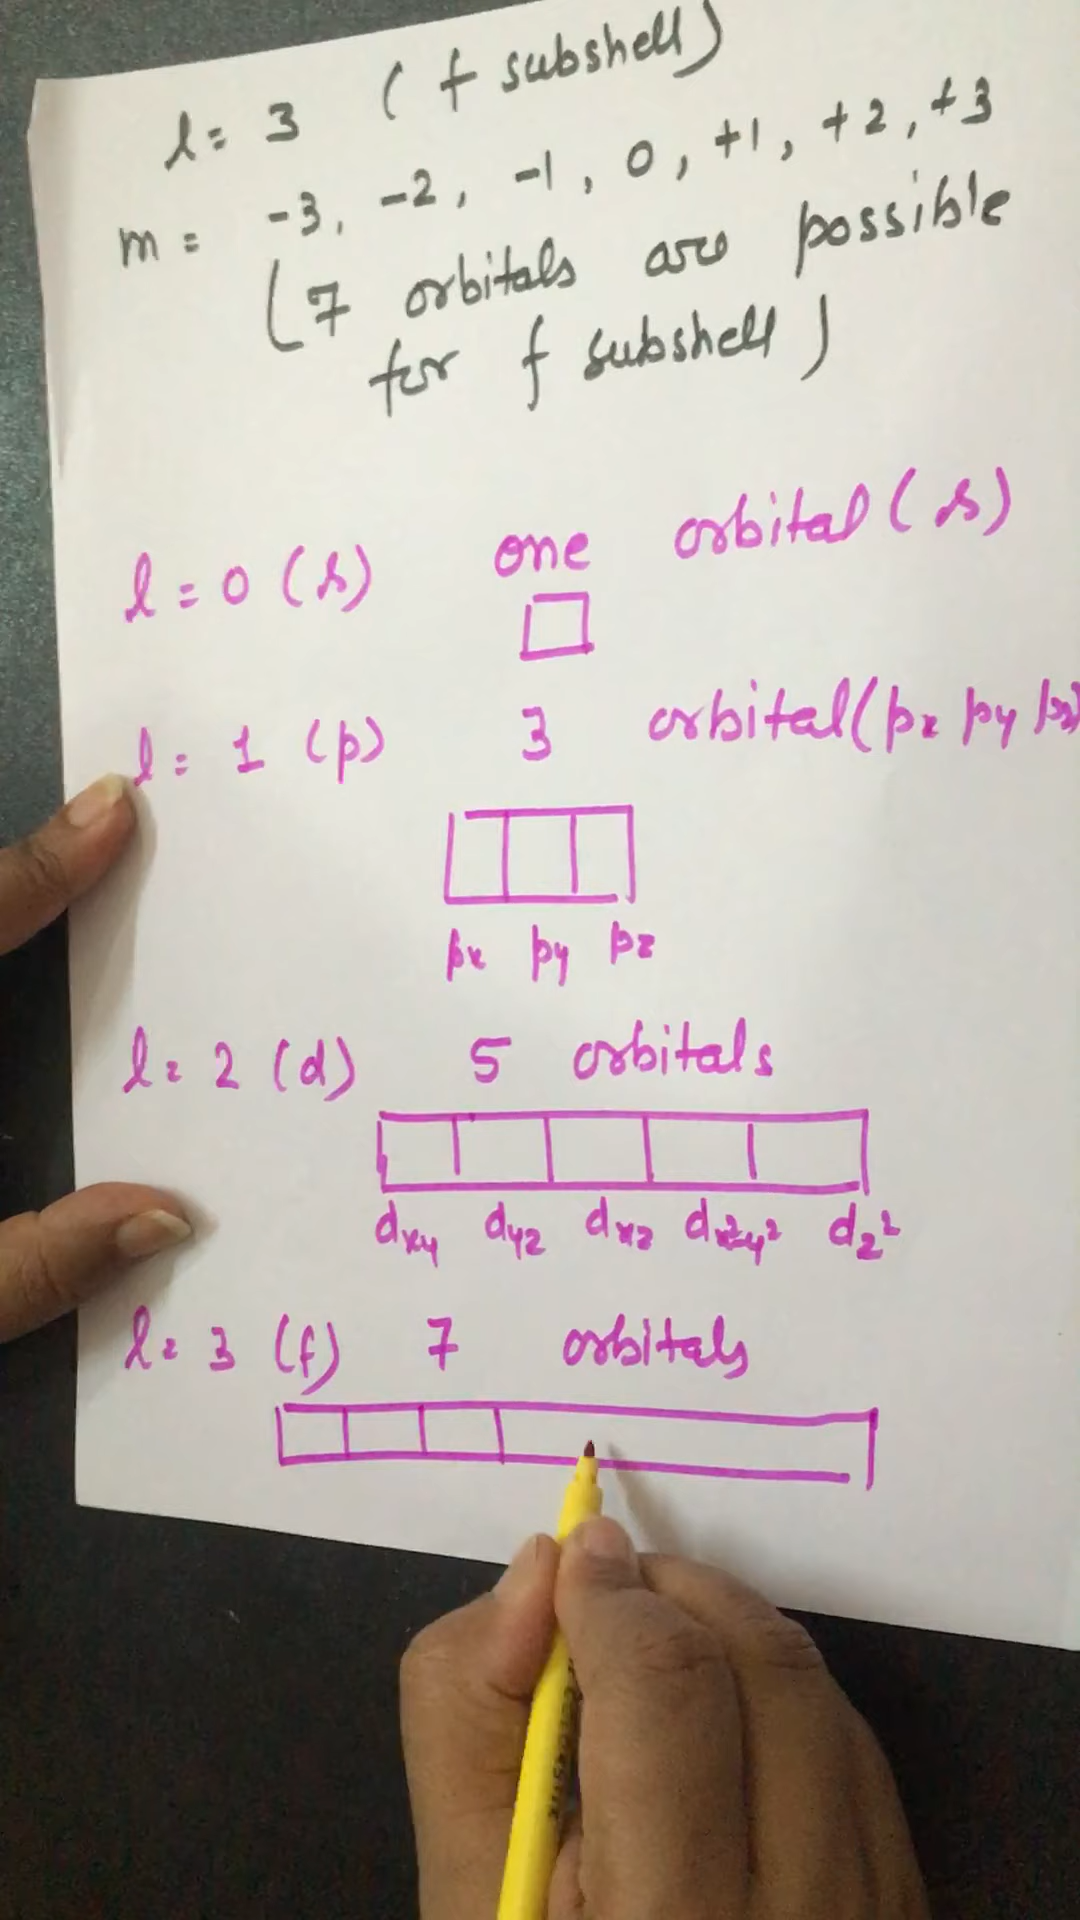 l= 3 (f subshell)
m= -3, -2, -1, 0, +1, +2, +3
(7 orbitals are possible
for f subshell)
l=0 (s) one orbital (s)
l= 1 (p) 3 orbital (px py pz)
px py pz
l= 2 (d) 5 orbitals
dxy dyz dxz dx²-y² dz²
l= 3 (f) 7 orbitals